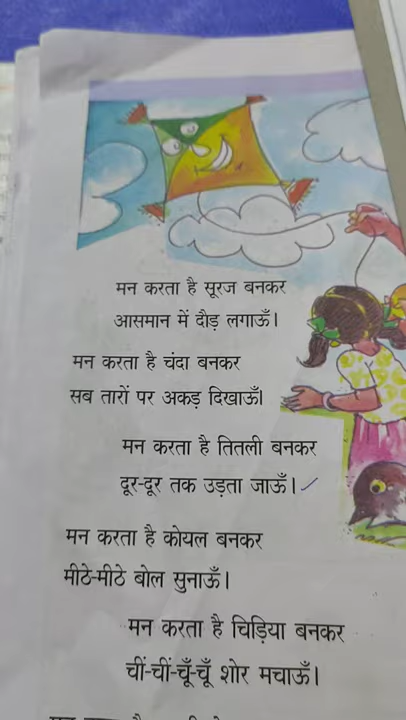 मन करता है सूरज बनकर
आसमान में दौड़ लगाऊँ।
मन करता है चंदा बनकर
सब तारों पर अकड़ दिखाऊँ।
मन करता है तितली बनकर
दूर-दूर तक उड़ता जाऊँ।
मन करता है कोयल बनकर
मीठे-मीठे बोल सुनाऊँ।
मन करता है चिड़िया बनकर
चीं-चीं-चूँ-चूँ शोर मचाऊँ।